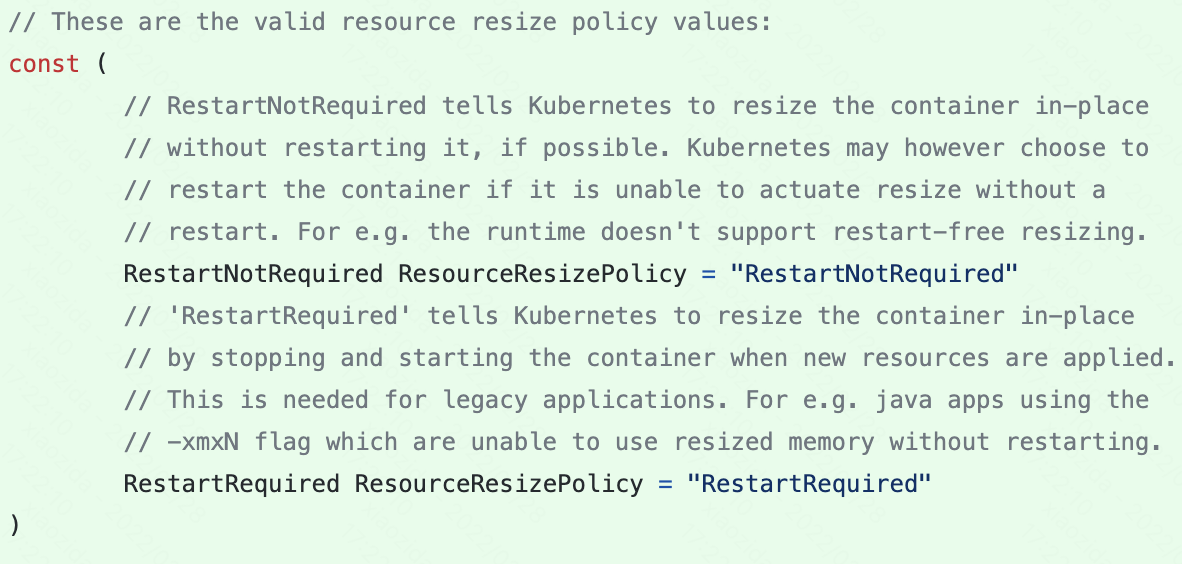 // These are the valid resource resize policy values:
const (
// RestartNotRequired tells Kubernetes to resize the container in-place
// without restarting it, if possible. Kubernetes may however choose to
// restart the container if it is unable to actuate resize without a
// restart. For e.g. the runtime doesn't support restart-free resizing.
RestartNotRequired ResourceResizePolicy = "RestartNotRequired"
// 'RestartRequired' tells Kubernetes to resize the container in-place
// by stopping and starting the container when new resources are applied.
// This is needed for legacy applications. For e.g. java apps using the
// -xmxN flag which are unable to use resized memory without restarting.
RestartRequired ResourceResizePolicy = "RestartRequired"
)